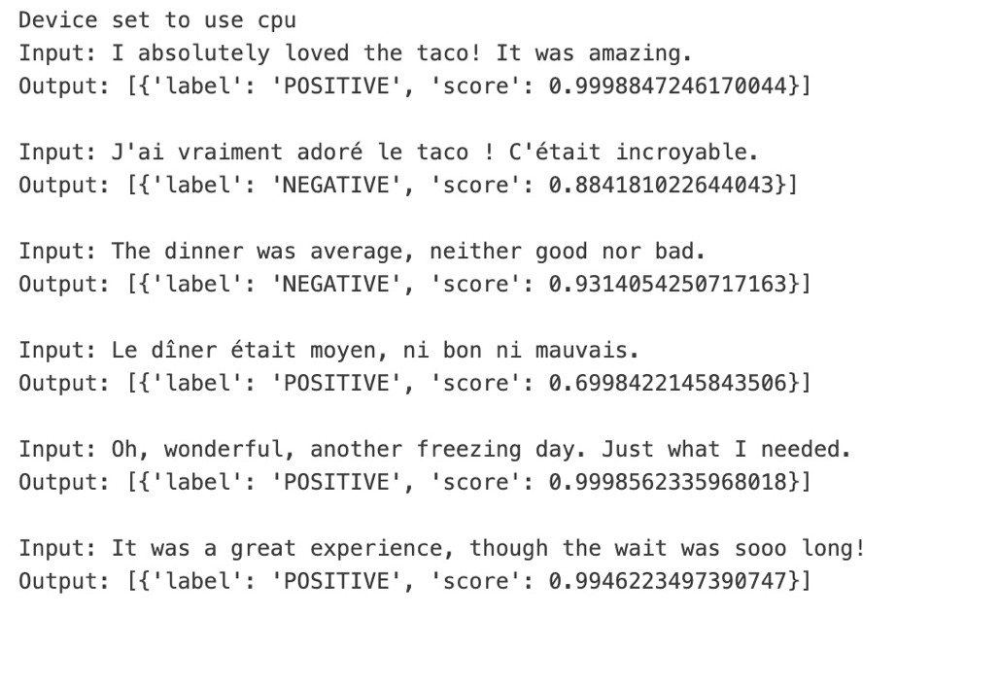 Device set to use cpu
Input: I absolutely loved the taco! It was amazing.
Output: [{'label': 'POSITIVE', 'score': 0.9998847246170044}]
Input: J'ai vraiment adoré le taco ! C'était incroyable.
Output: [{'label': 'NEGATIVE', 'score': 0.884181022644043}]
Input: The dinner was average, neither good nor bad.
Output: [{'label': 'NEGATIVE', 'score': 0.9314054250717163}]
Input: Le dîner était moyen, ni bon ni mauvais.
Output: [{'label': 'POSITIVE', 'score': 0.6998422145843506}]
Input: Oh, wonderful, another freezing day. Just what I needed.
Output: [{'label': 'POSITIVE', 'score': 0.9998562335968018}]
Input: It was a great experience, though the wait was sooo long!
Output: [{'label': 'POSITIVE', 'score': 0.9946223497390747}]